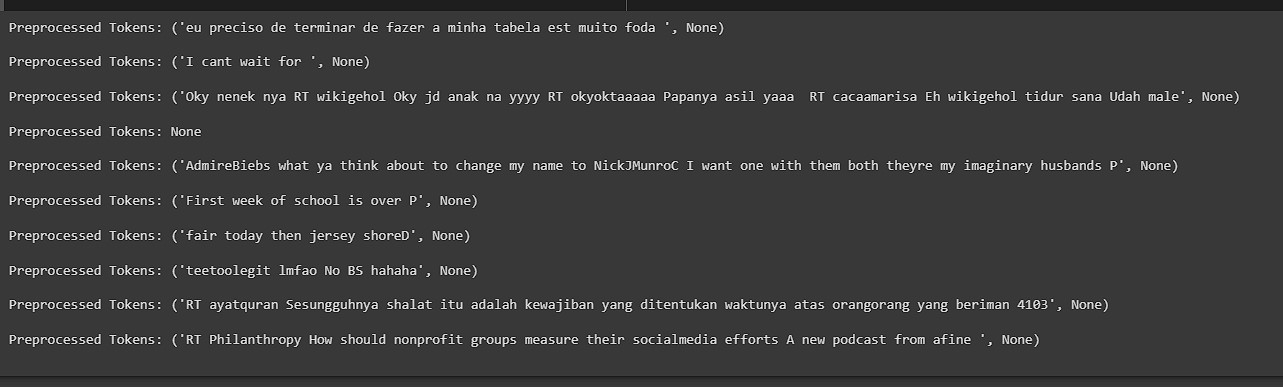 Preprocessed Tokens: ('eu preciso de terminar de fazer a minha tabela est muito foda ', None)
Preprocessed Tokens: ('I cant wait for ', None)
Preprocessed Tokens: ('Oky nenek nya RT wikigehol Oky jd anak na yyyy RT okyoktaaaaa Papanya asil yaaa  RT cacaamarisa Eh wikigehol tidur sana Udah male', None)
Preprocessed Tokens: None
Preprocessed Tokens: ('AdmireBiebs what ya think about to change my name to NickJMunroC I want one with them both theyre my imaginary husbands P', None)
Preprocessed Tokens: ('First week of school is over P', None)
Preprocessed Tokens: ('fair today then jersey shoreD', None)
Preprocessed Tokens: ('teetoolegit lmfao No BS hahaha', None)
Preprocessed Tokens: ('RT ayatquran Sesungguhnya shalat itu adalah kewajiban yang ditentukan waktunya atas orangorang yang beriman 4103', None)
Preprocessed Tokens: ('RT Philanthropy How should nonprofit groups measure their socialmedia efforts A new podcast from afine ', None)